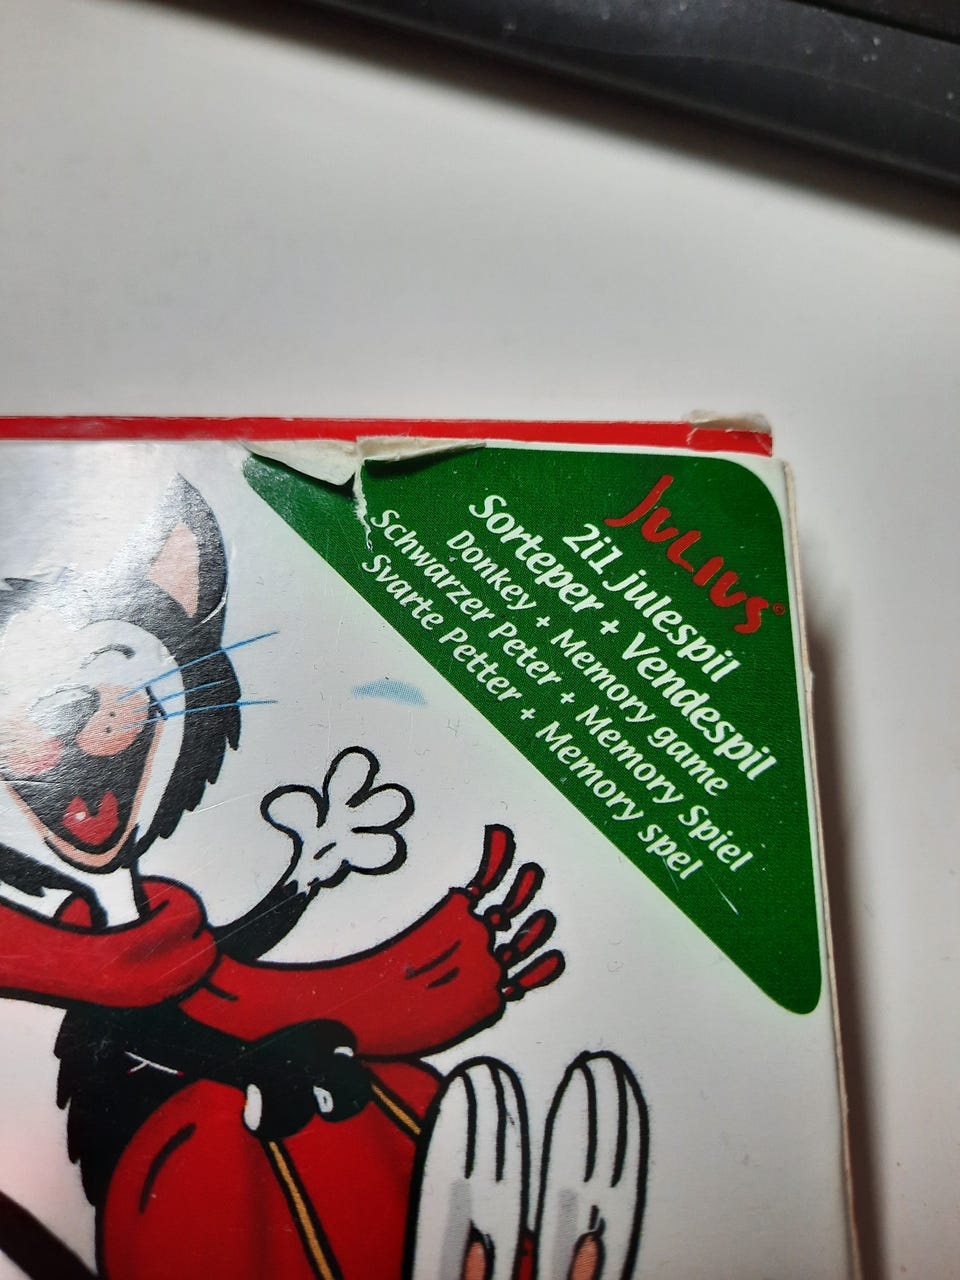 JULIUS©
2i1 julespil
Sorteper + Vendespil
Donkey + Memory game
Schwarzer Peter + Memory Spiel
Svarte Petter + Memory spel